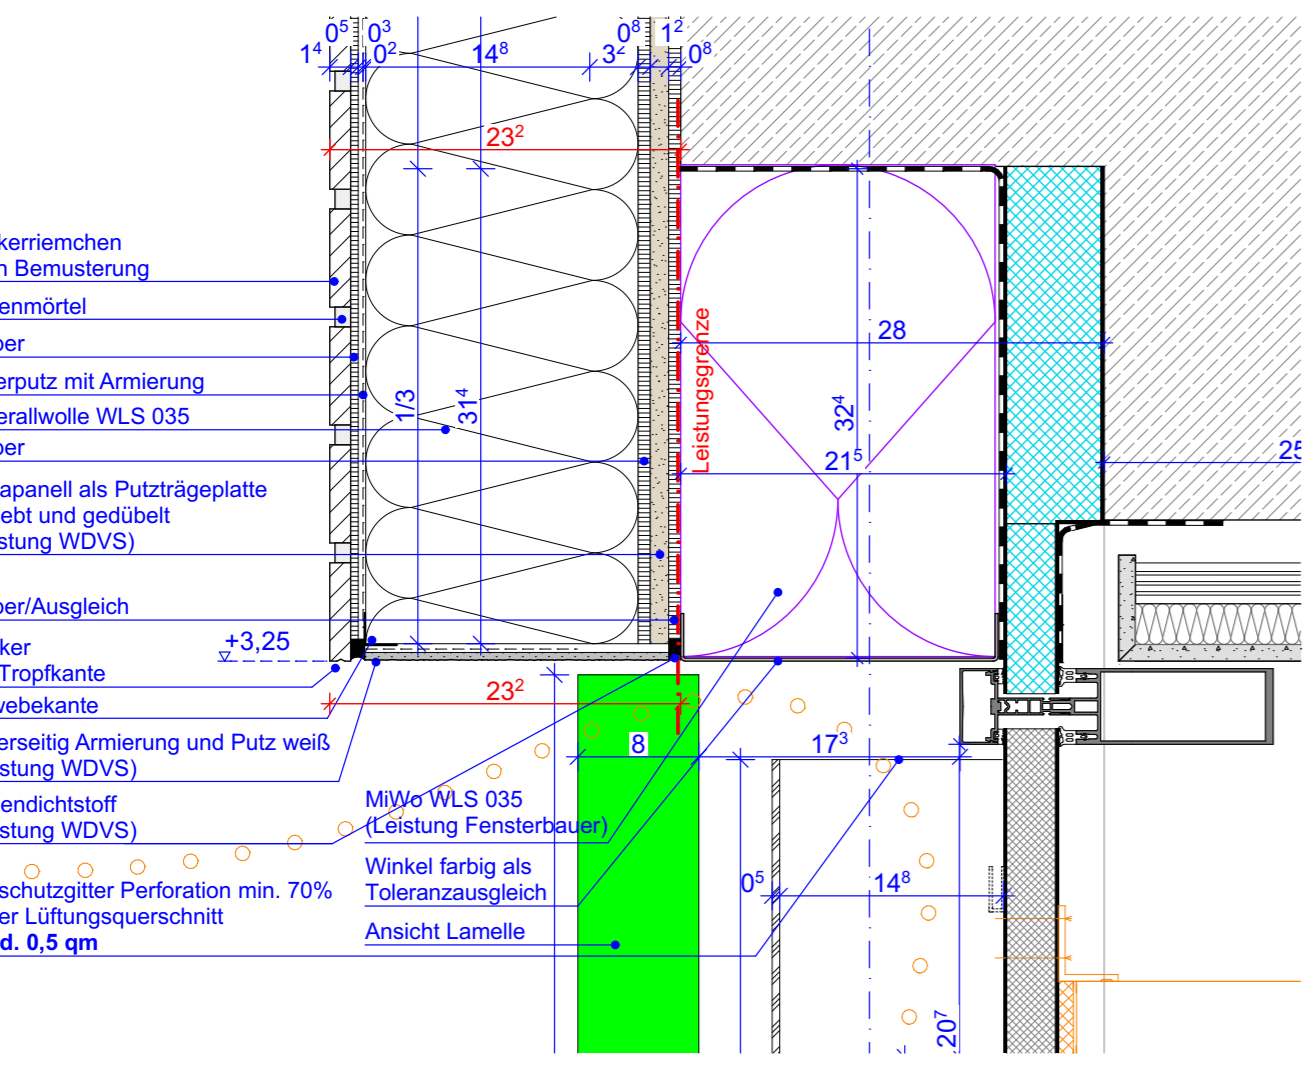 0⁵ 0³ 0⁸ 1²
1⁴ 0² 14⁸ 3² 0⁸
23²
kerriemchen
n Bemusterung
enmörtel
ber
erputz mit Armierung
erallwolle WLS 035
ber
apanell als Putzträgeplatte
ebt und gedübelt
stung WDVS)
ber/Ausgleich
ker
Tropfkante
webekante
erseitig Armierung und Putz weiß
stung WDVS)
endichtstoff
stung WDVS)
schutzgitter Perforation min. 70%
er Lüftungsquerschnitt
d. 0,5 qm
+3,25
1/3
31⁴
Leistungsgrenze
28
32⁴
21⁵
25
23²
8
17³
MiWo WLS 035
(Leistung Fensterbauer)
Winkel farbig als
Toleranzausgleich
Ansicht Lamelle
0⁵
14⁸
20⁷